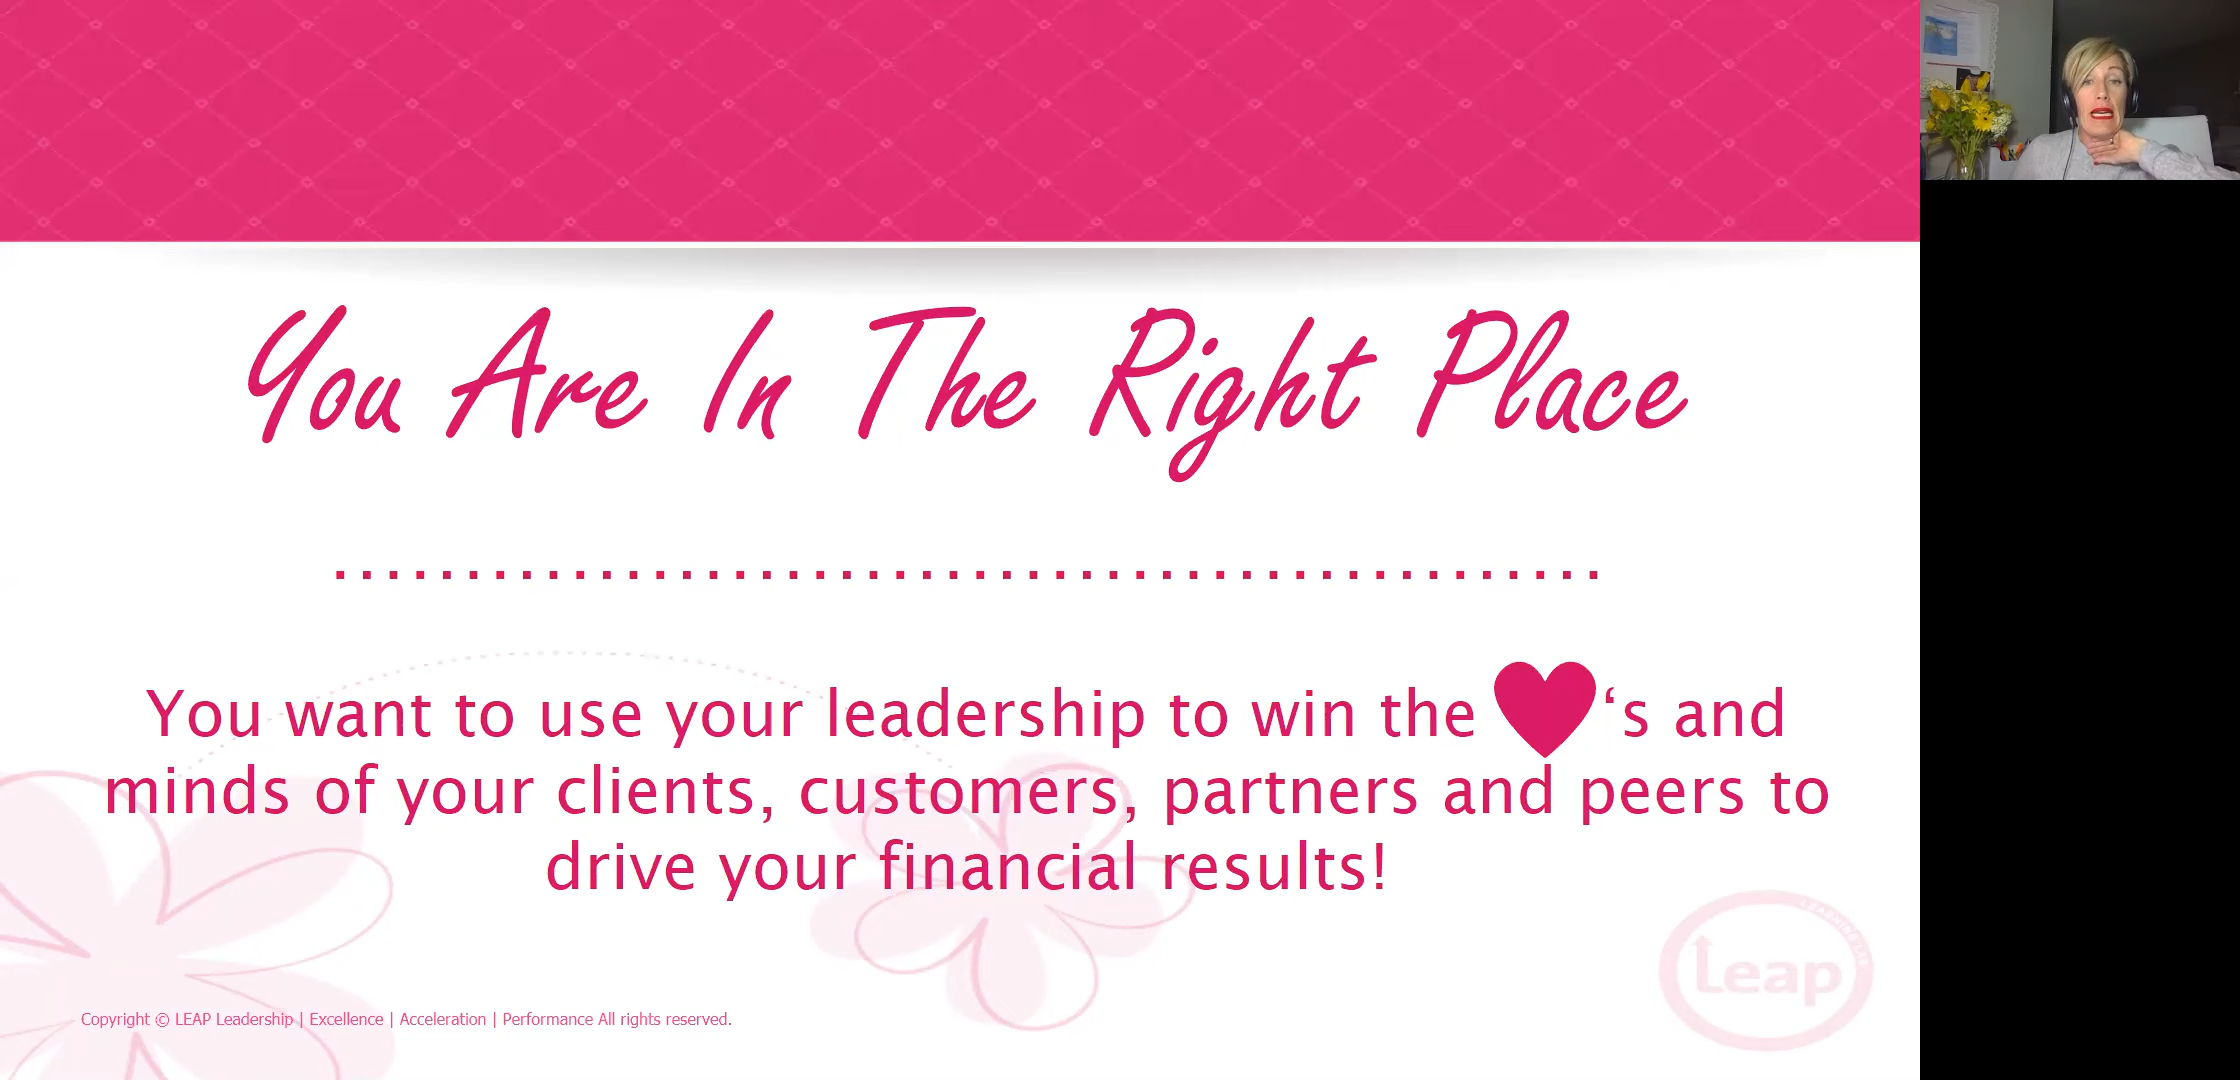 You Are In The Right Place
You want to use your leadership to win the ♥‘s and
minds of your clients, customers, partners and peers to
drive your financial results!
Leap
Copyright © LEAP Leadership | Excellence | Acceleration | Performance All rights reserved.